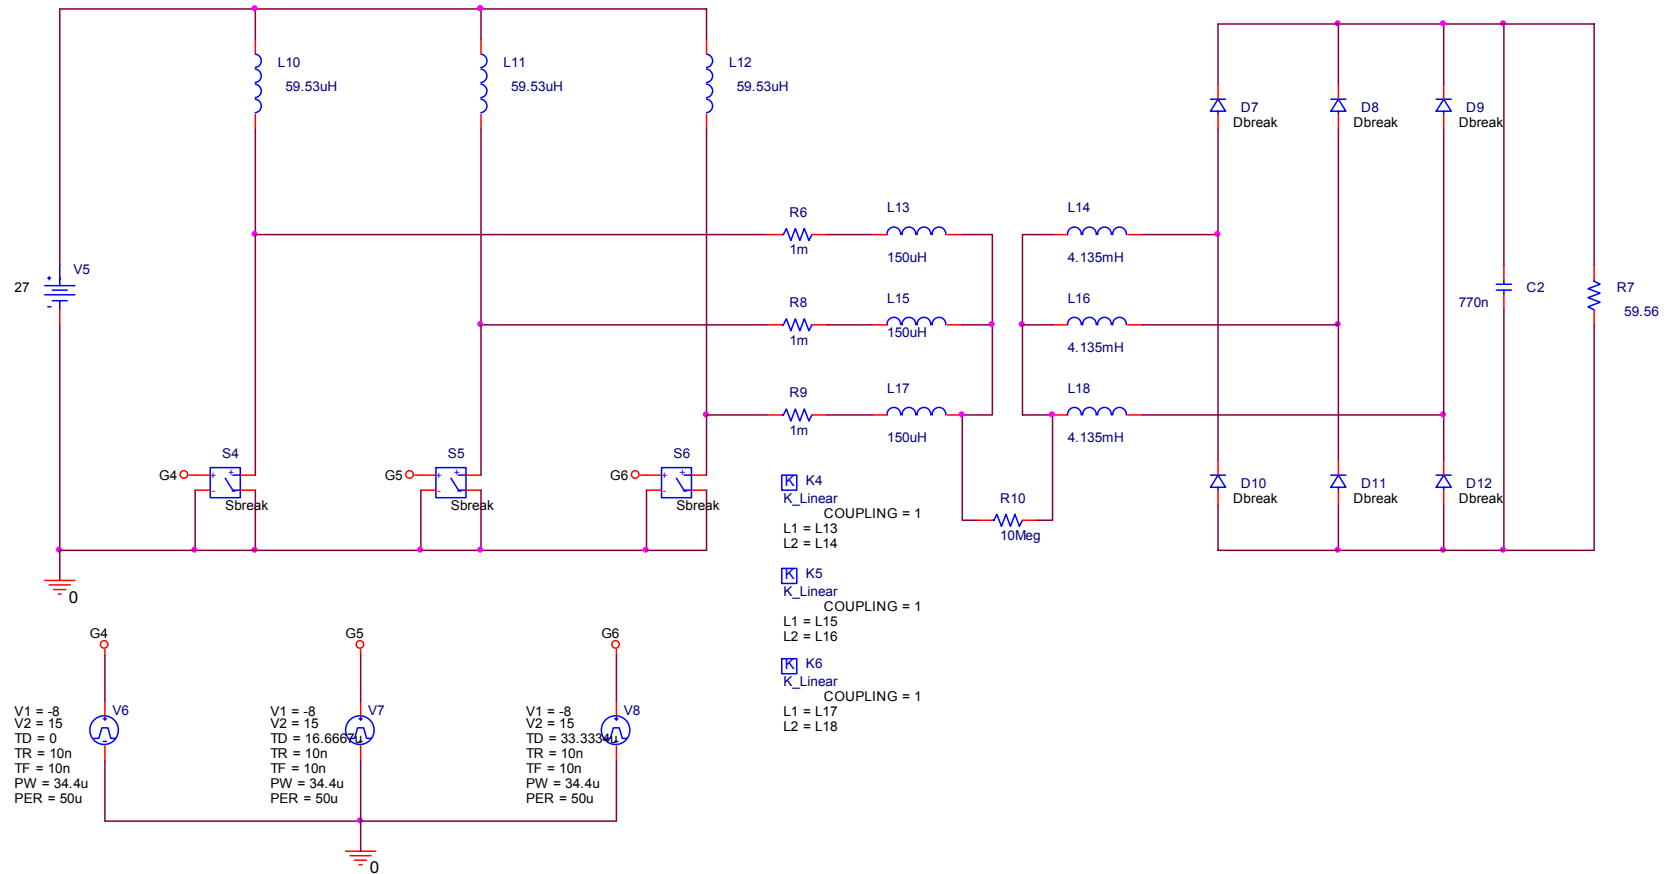 L10
59.53uH
L11
59.53uH
L12
59.53uH
D7
Dbreak
D8
Dbreak
D9
Dbreak
R6
1m
L13
150uH
L14
4.135mH
V5
27
R8
1m
L15
150uH
L16
4.135mH
C2
770n
R7
59.56
R9
1m
L17
150uH
L18
4.135mH
G4
S4
+
+
-
Sbreak
G5
S5
+
+
-
Sbreak
G6
S6
+
+
-
Sbreak
D10
Dbreak
D11
Dbreak
D12
Dbreak
R10
10Meg
K K4
K_Linear
COUPLING = 1
L1 = L13
L2 = L14
K K5
K_Linear
COUPLING = 1
L1 = L15
L2 = L16
K K6
K_Linear
COUPLING = 1
L1 = L17
L2 = L18
0
G4
V6
V1 = -8
V2 = 15
TD = 0
TR = 10n
TF = 10n
PW = 34.4u
PER = 50u
G5
V7
V1 = -8
V2 = 15
TD = 16.6667u
TR = 10n
TF = 10n
PW = 34.4u
PER = 50u
G6
V8
V1 = -8
V2 = 15
TD = 33.3334u
TR = 10n
TF = 10n
PW = 34.4u
PER = 50u
0